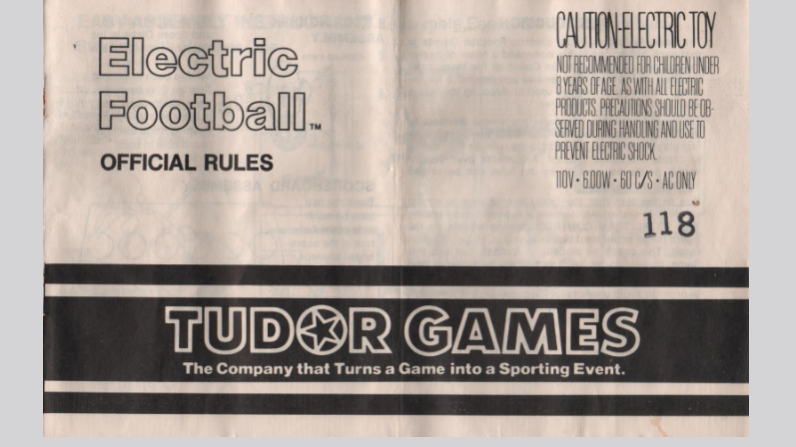 Electric
Football™
OFFICIAL RULES
CAUTION-ELECTRIC TOY
NOT RECOMMENDED FOR CHILDREN UNDER
8 YEARS OF AGE. AS WITH ALL ELECTRIC
PRODUCTS. PRECAUTIONS SHOULD BE OB-
SERVED DURING HANDLING AND USE TO
PREVENT ELECTRIC SHOCK.
110V • 6.00W • 60 C/S • AC ONLY
118
TUDOR GAMES
The Company that Turns a Game into a Sporting Event.